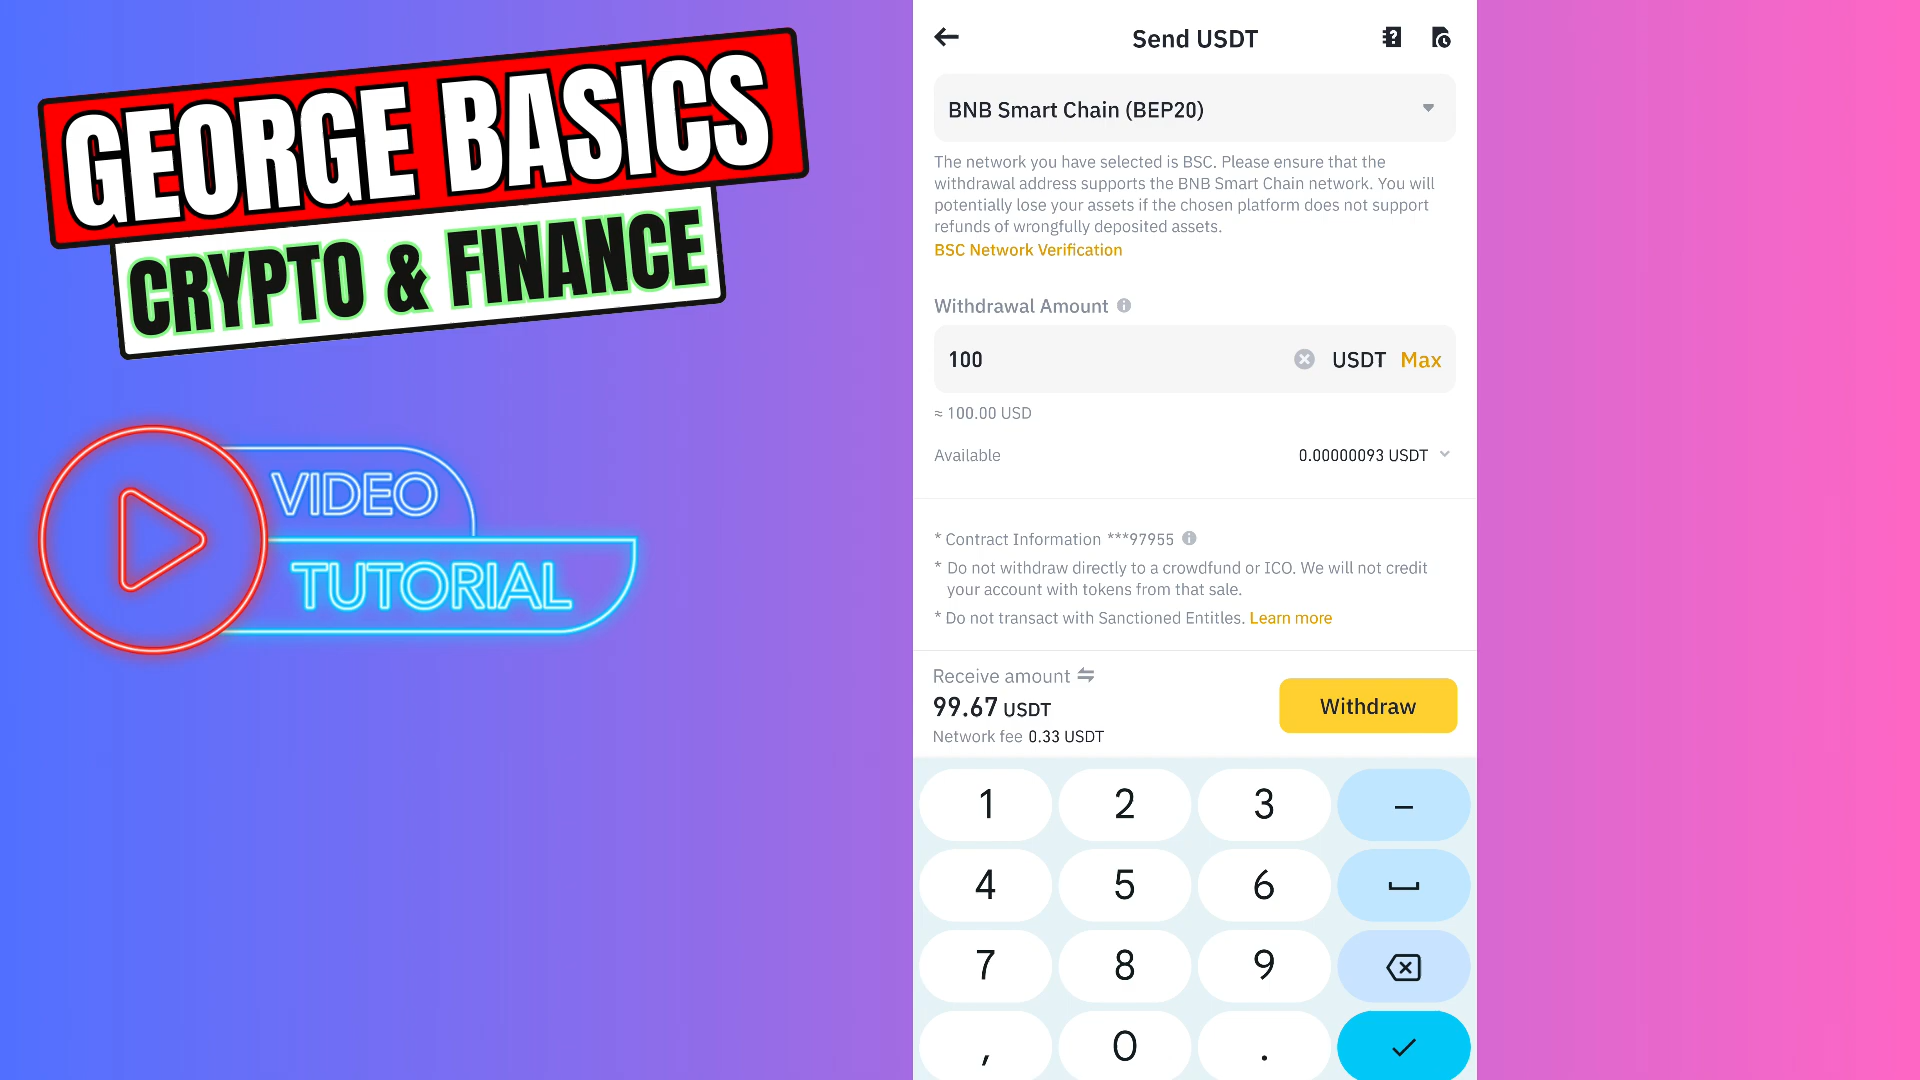 GEORGE BASICS
CRYPTO & FINANCE
VIDEO
TUTORIAL
Send USDT
BNB Smart Chain (BEP20)
The network you have selected is BSC. Please ensure that the
withdrawal address supports the BNB Smart Chain network. You will
potentially lose your assets if the chosen platform does not support
refunds of wrongfully deposited assets.
BSC Network Verification
Withdrawal Amount
100 USDT Max
≈ 100.00 USD
Available 0.00000093 USDT
* Contract Information ***97955
* Do not withdraw directly to a crowdfund or ICO. We will not credit
your account with tokens from that sale.
* Do not transact with Sanctioned Entitles. Learn more
Receive amount
99.67 USDT
Withdraw
Network fee 0.33 USDT
1 2 3 –
4 5 6
7 8 9
, 0 .